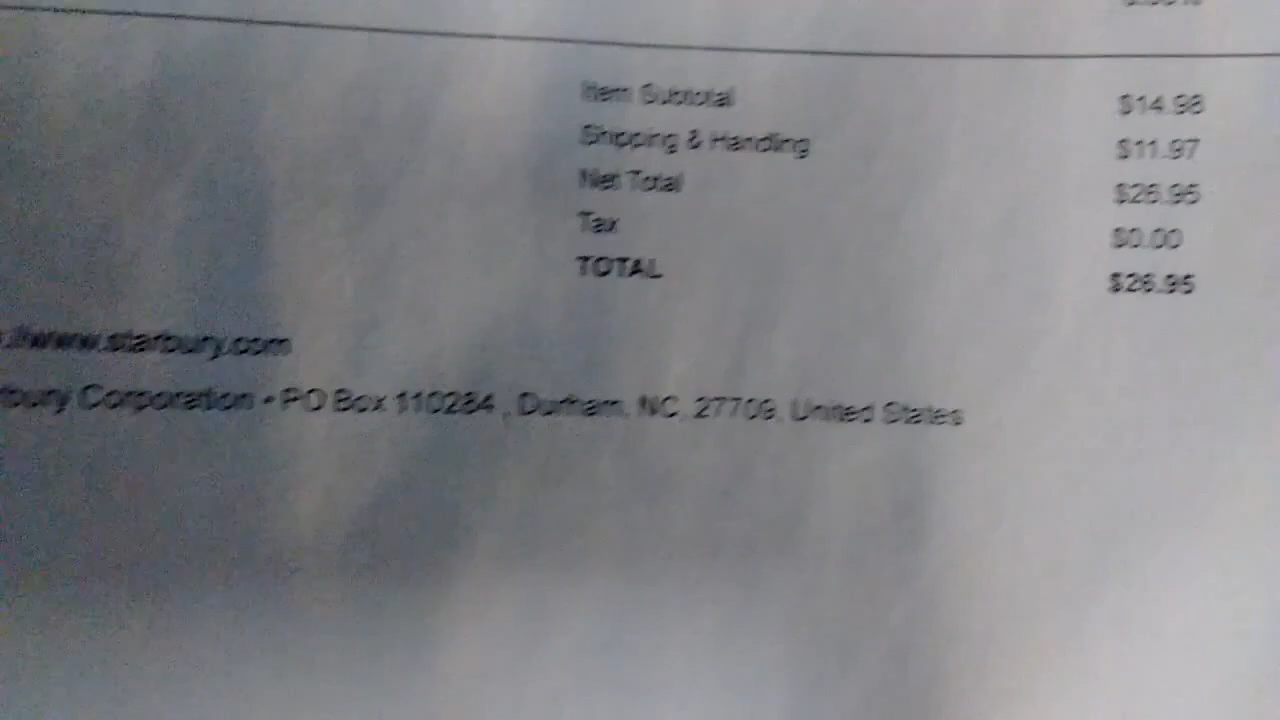 Item Subtotal $14.98
Shipping & Handling $11.97
Net Total $26.95
Tax $0.00
TOTAL $26.95
://www.starbury.com
rbury Corporation • PO Box 110284 , Durham, NC, 27709, United States